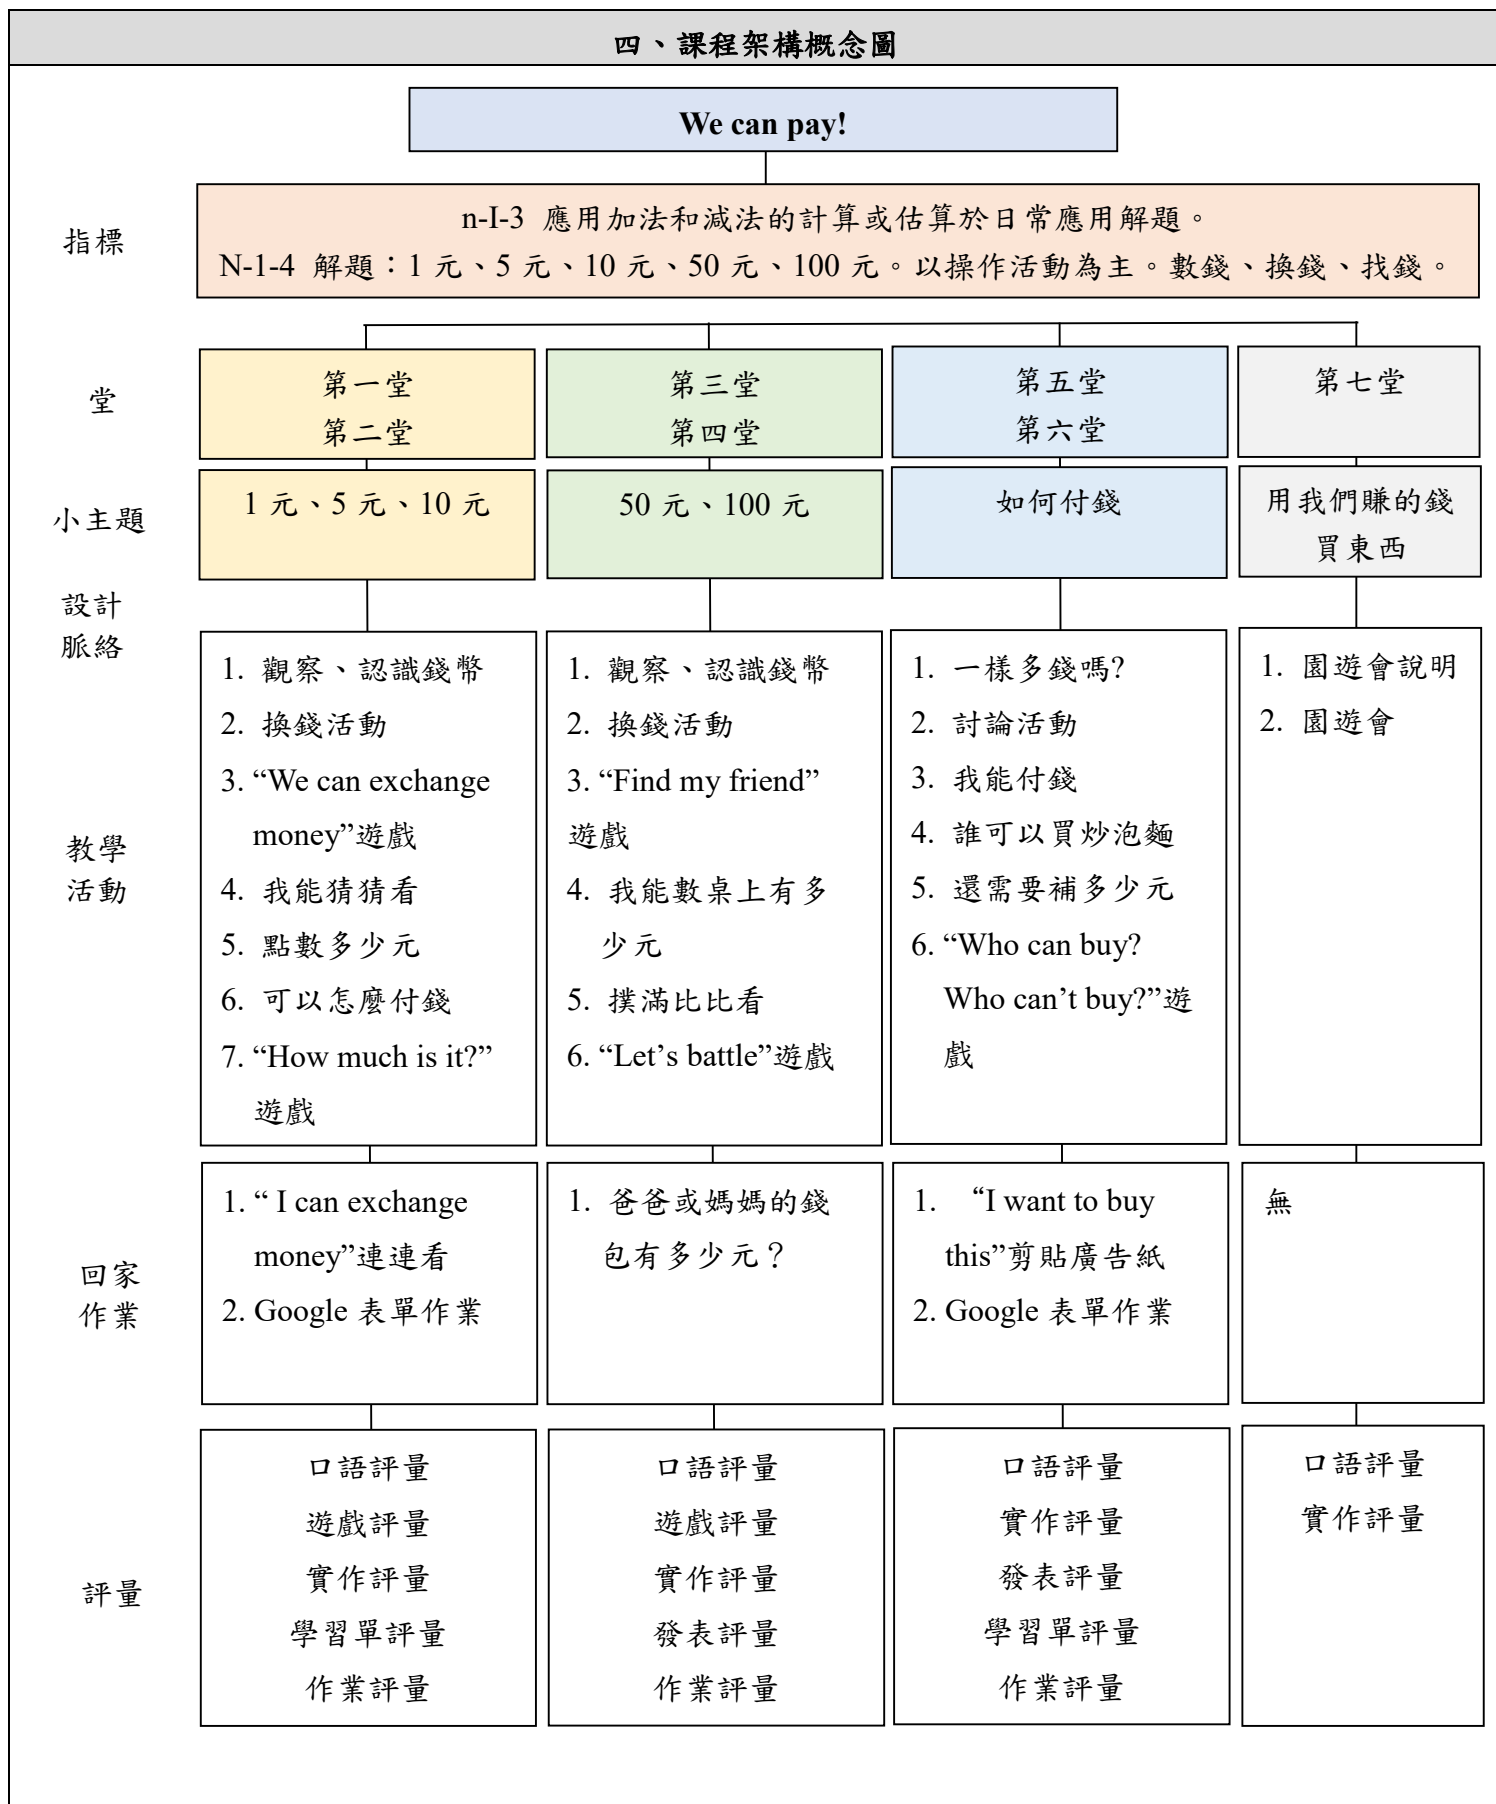 四、課程架構概念圖
We can pay!
指標
n-I-3 應用加法和減法的計算或估算於日常應用解題。
N-1-4 解題：1 元、5 元、10 元、50 元、100 元。以操作活動為主。數錢、換錢、找錢。
堂
第一堂
第二堂
第三堂
第四堂
第五堂
第六堂
第七堂
小主題
1 元、5 元、10 元
50 元、100 元
如何付錢
用我們賺的錢
買東西
設計
脈絡
教學
活動
1. 觀察、認識錢幣
2. 換錢活動
3. “We can exchange
money”遊戲
4. 我能猜猜看
5. 點數多少元
6. 可以怎麼付錢
7. “How much is it?”
遊戲
1. 觀察、認識錢幣
2. 換錢活動
3. “Find my friend”
遊戲
4. 我能數桌上有多
少元
5. 撲滿比比看
6. “Let’s battle”遊戲
1. 一樣多錢嗎?
2. 討論活動
3. 我能付錢
4. 誰可以買炒泡麵
5. 還需要補多少元
6. “Who can buy?
Who can’t buy?”遊
戲
1. 園遊會說明
2. 園遊會
回家
作業
1. “ I can exchange
money”連連看
2. Google 表單作業
1. 爸爸或媽媽的錢
包有多少元？
1. “I want to buy
this”剪貼廣告紙
2. Google 表單作業
無
評量
口語評量
遊戲評量
實作評量
學習單評量
作業評量
口語評量
遊戲評量
實作評量
發表評量
作業評量
口語評量
實作評量
發表評量
學習單評量
作業評量
口語評量
實作評量